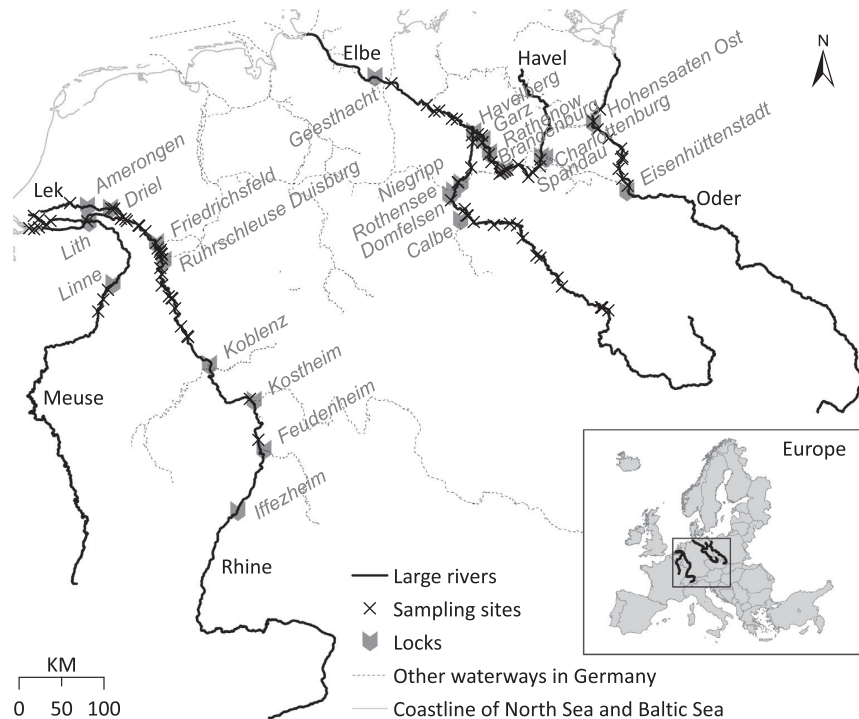 Elbe
Havel
N
Geesthacht
Havelberg
Garz
Rathenow
Brandenburg
Hohensaaten Ost
Charlottenburg
Spandau
Eisenhüttenstadt
Oder
Amerongen
Lek
Driel
Friedrichsfeld
Ruhrschleuse Duisburg
Niegripp
Rothensee
Domfelsen
Calbe
Lith
Linne
Koblenz
Kostheim
Meuse
Feudenheim
Iffezheim
Rhine
Europe
Large rivers
Sampling sites
Locks
Other waterways in Germany
Coastline of North Sea and Baltic Sea
KM
0 50 100